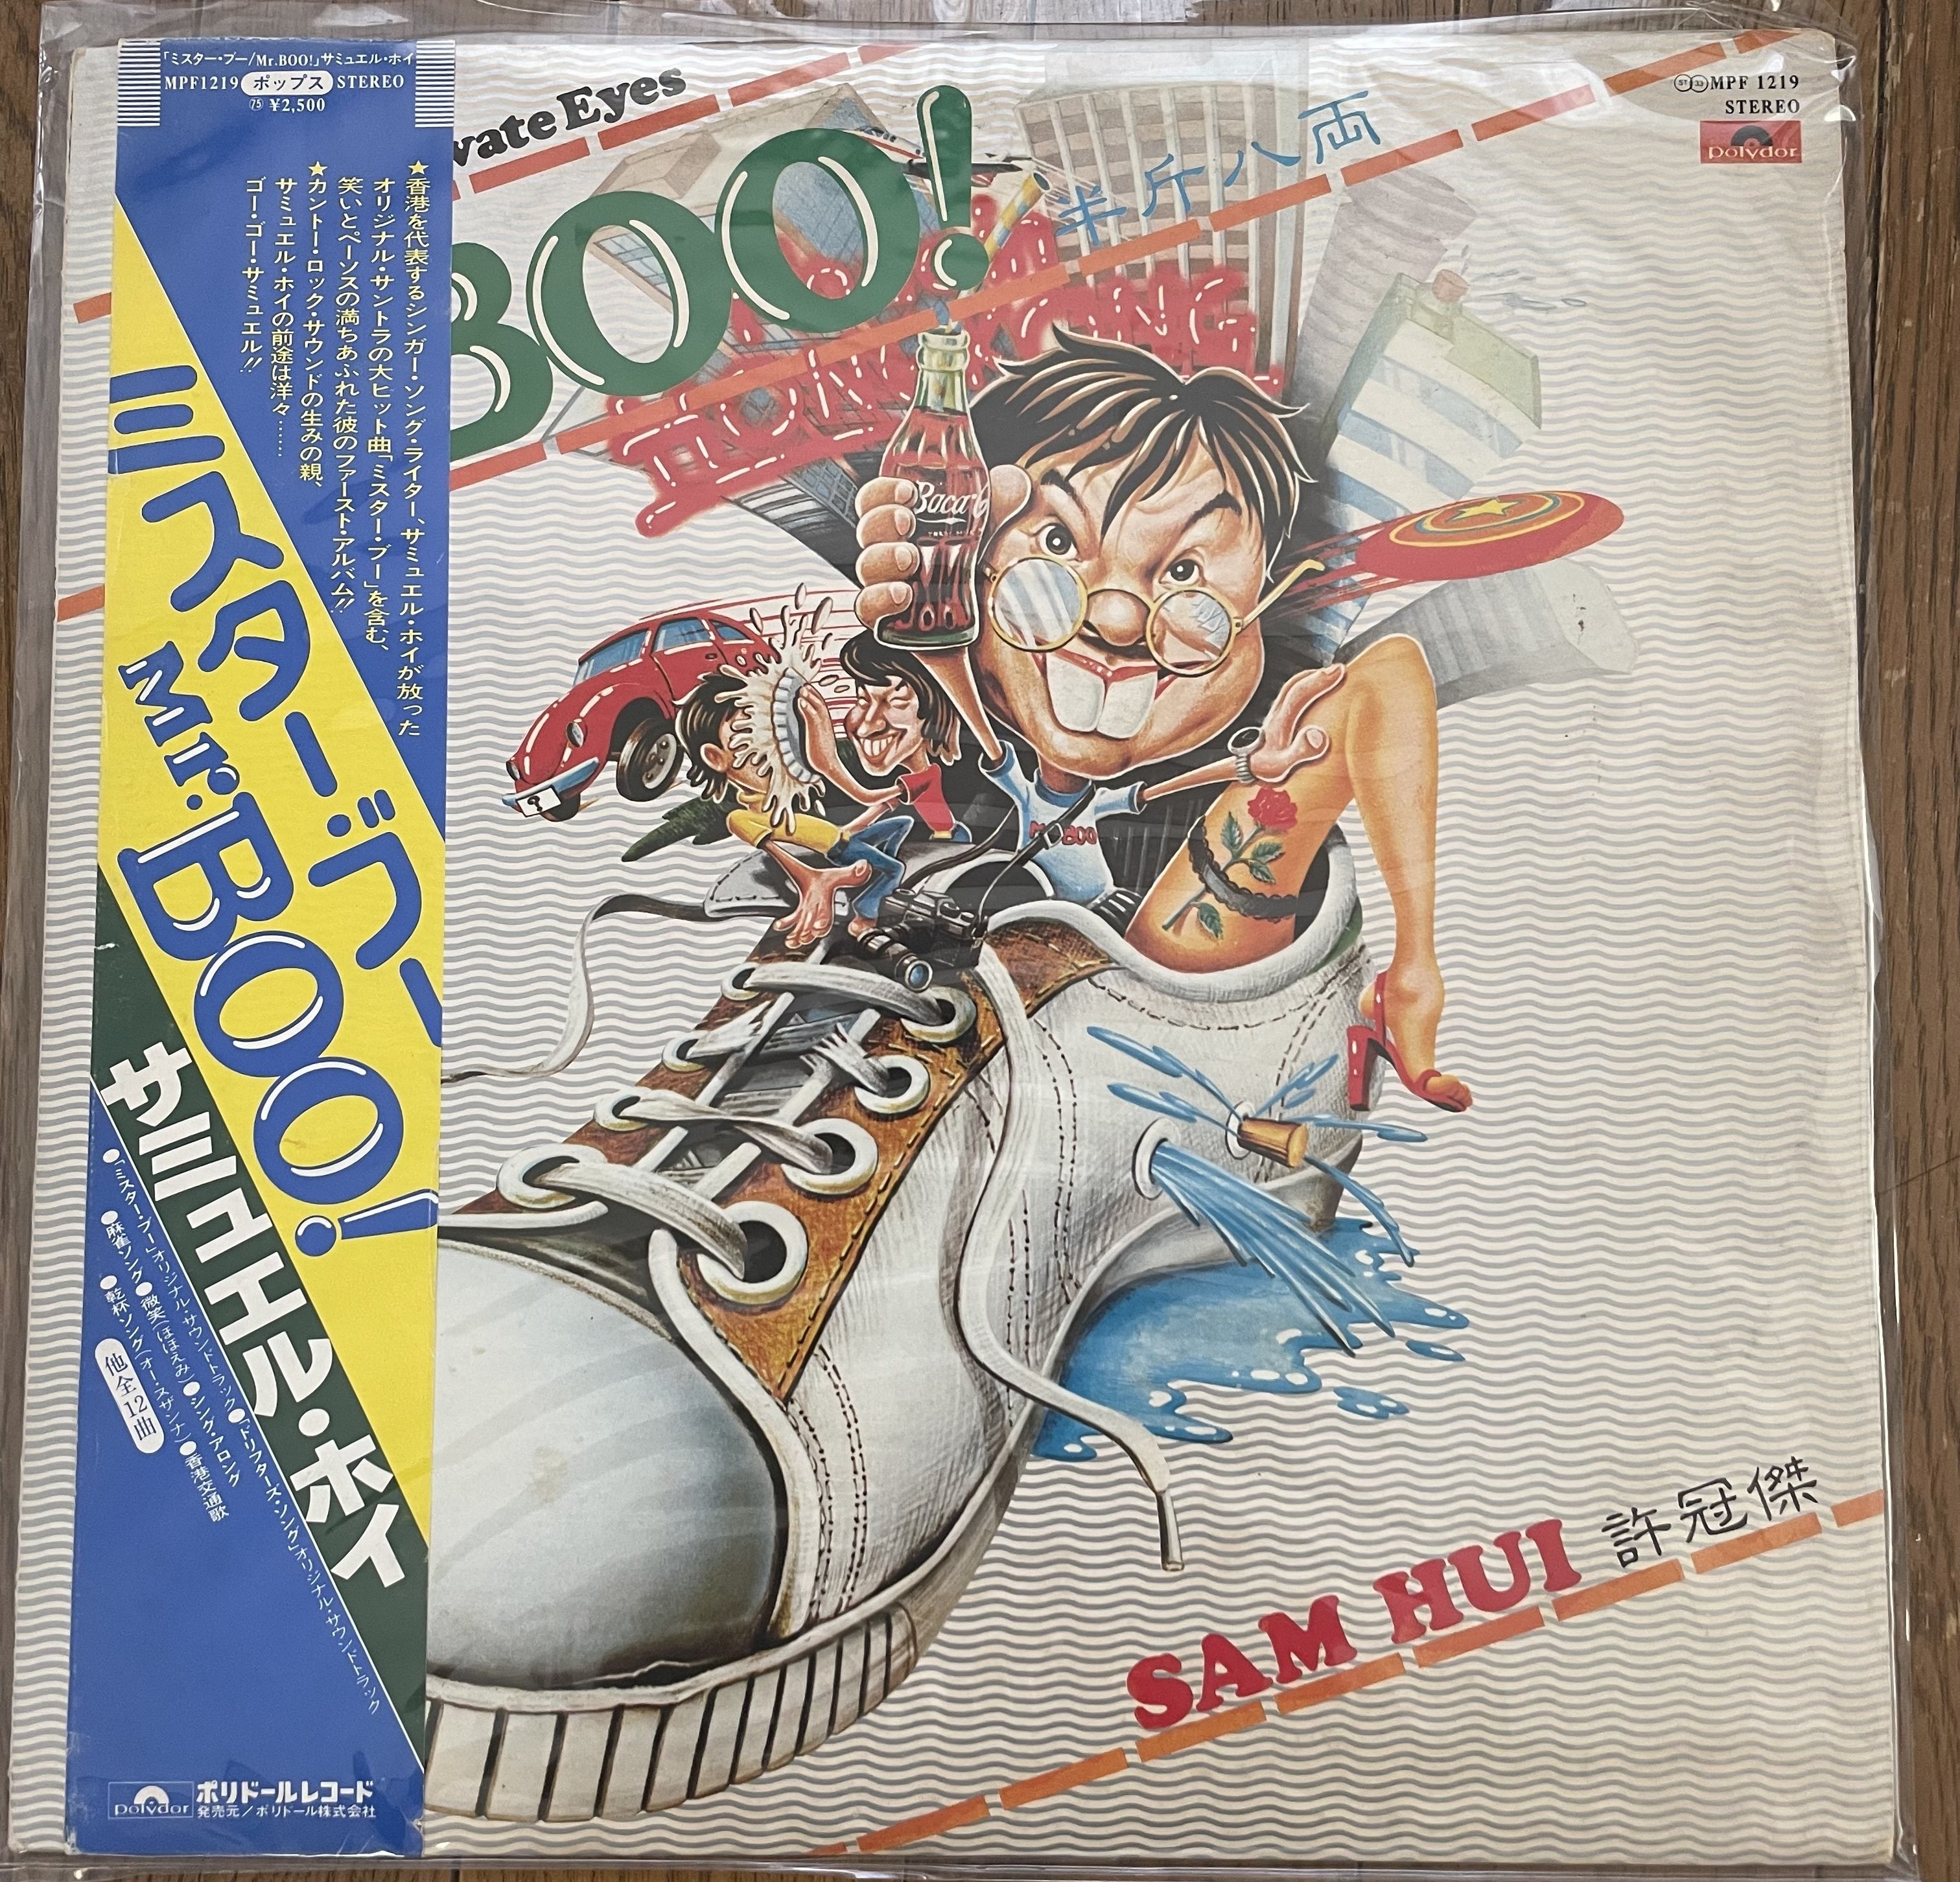 「ミスター・ブー/Mr.BOO!」サミュエル・ホイ
MPF1219 ポップス STEREO
㊆ ¥2,500
★香港を代表するシンガー・ソング・ライター、サミュエル・ホイが放った
オリジナル・サントラの大ヒット曲「ミスター・ブー」を含む、
笑いとペーソスの満ちあふれた彼のファースト・アルバム!!
★カントー・ロック・サウンドの生みの親、
サミュエル・ホイの前途は洋々……
ゴー・ゴー・サミュエル!!
ミスター・ブー
Mr.BOO!
サミュエル・ホイ
●「ミスター・ブー」オリジナル・サウンドトラック●「ドリフターズ・ソング」オリジナル・サウンドトラック
●麻雀ソング●微笑(ほほえみ)●シング・アロング
●乾杯ソング(オー・スザンナ)●香港交通歌
他全12曲
polydor ポリドールレコード
発売元/ポリドール株式会社
vate Eyes
BOO!
半斤八両
HONG KONG
MPF 1219
STEREO
polydor
Boca C
BOO
SAM HUI 許冠傑